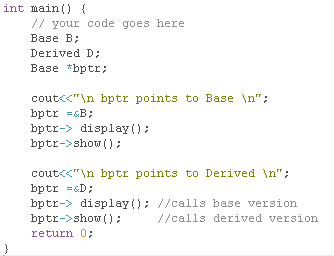 int main() {
    // your code goes here
    Base B;
    Derived D;
    Base *bptr;

    cout<<"\n bptr points to Base \n";
    bptr =&B;
    bptr-> display();
    bptr->show();

    cout<<"\n bptr points to Derived \n";
    bptr =&D;
    bptr-> display(); //calls base version
    bptr->show();     //calls derived version
    return 0;
}